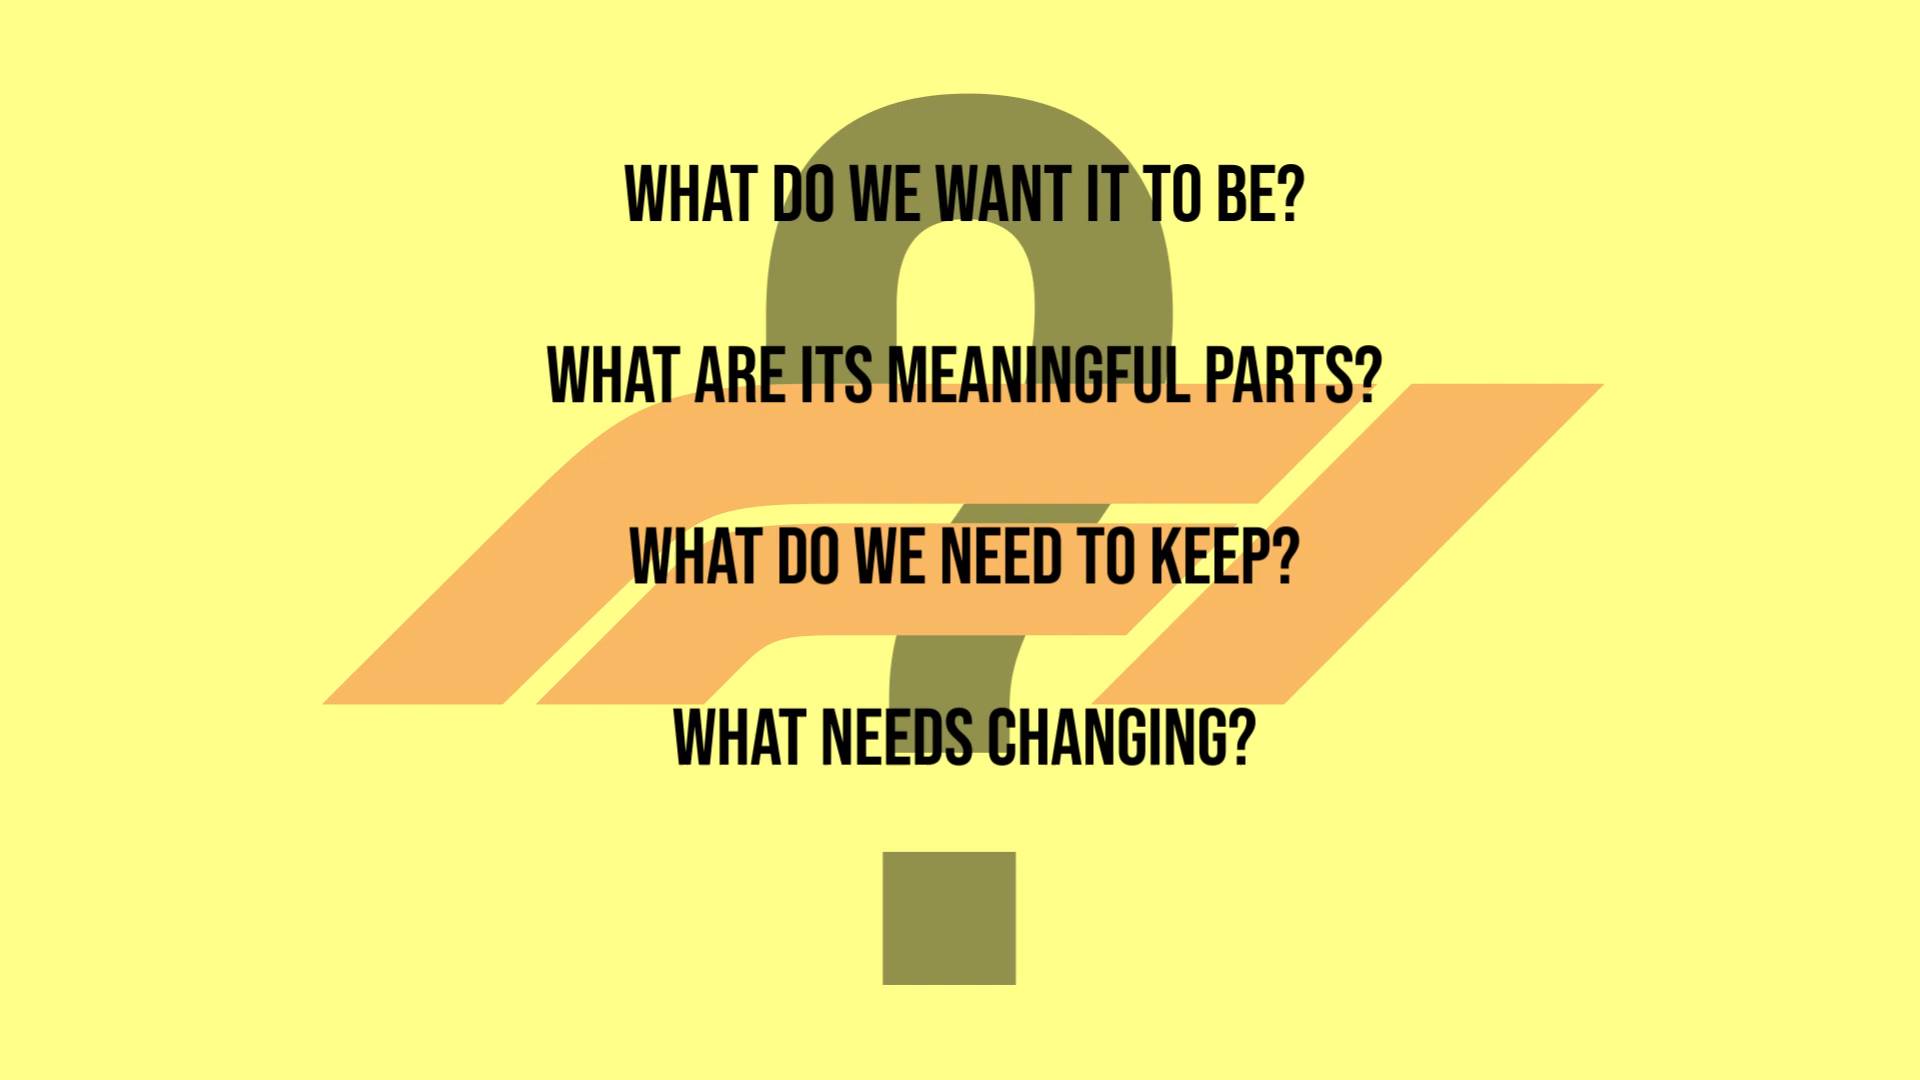 WHAT DO WE WANT IT TO BE?
WHAT ARE ITS MEANINGFUL PARTS?
WHAT DO WE NEED TO KEEP?
WHAT NEEDS CHANGING?
?